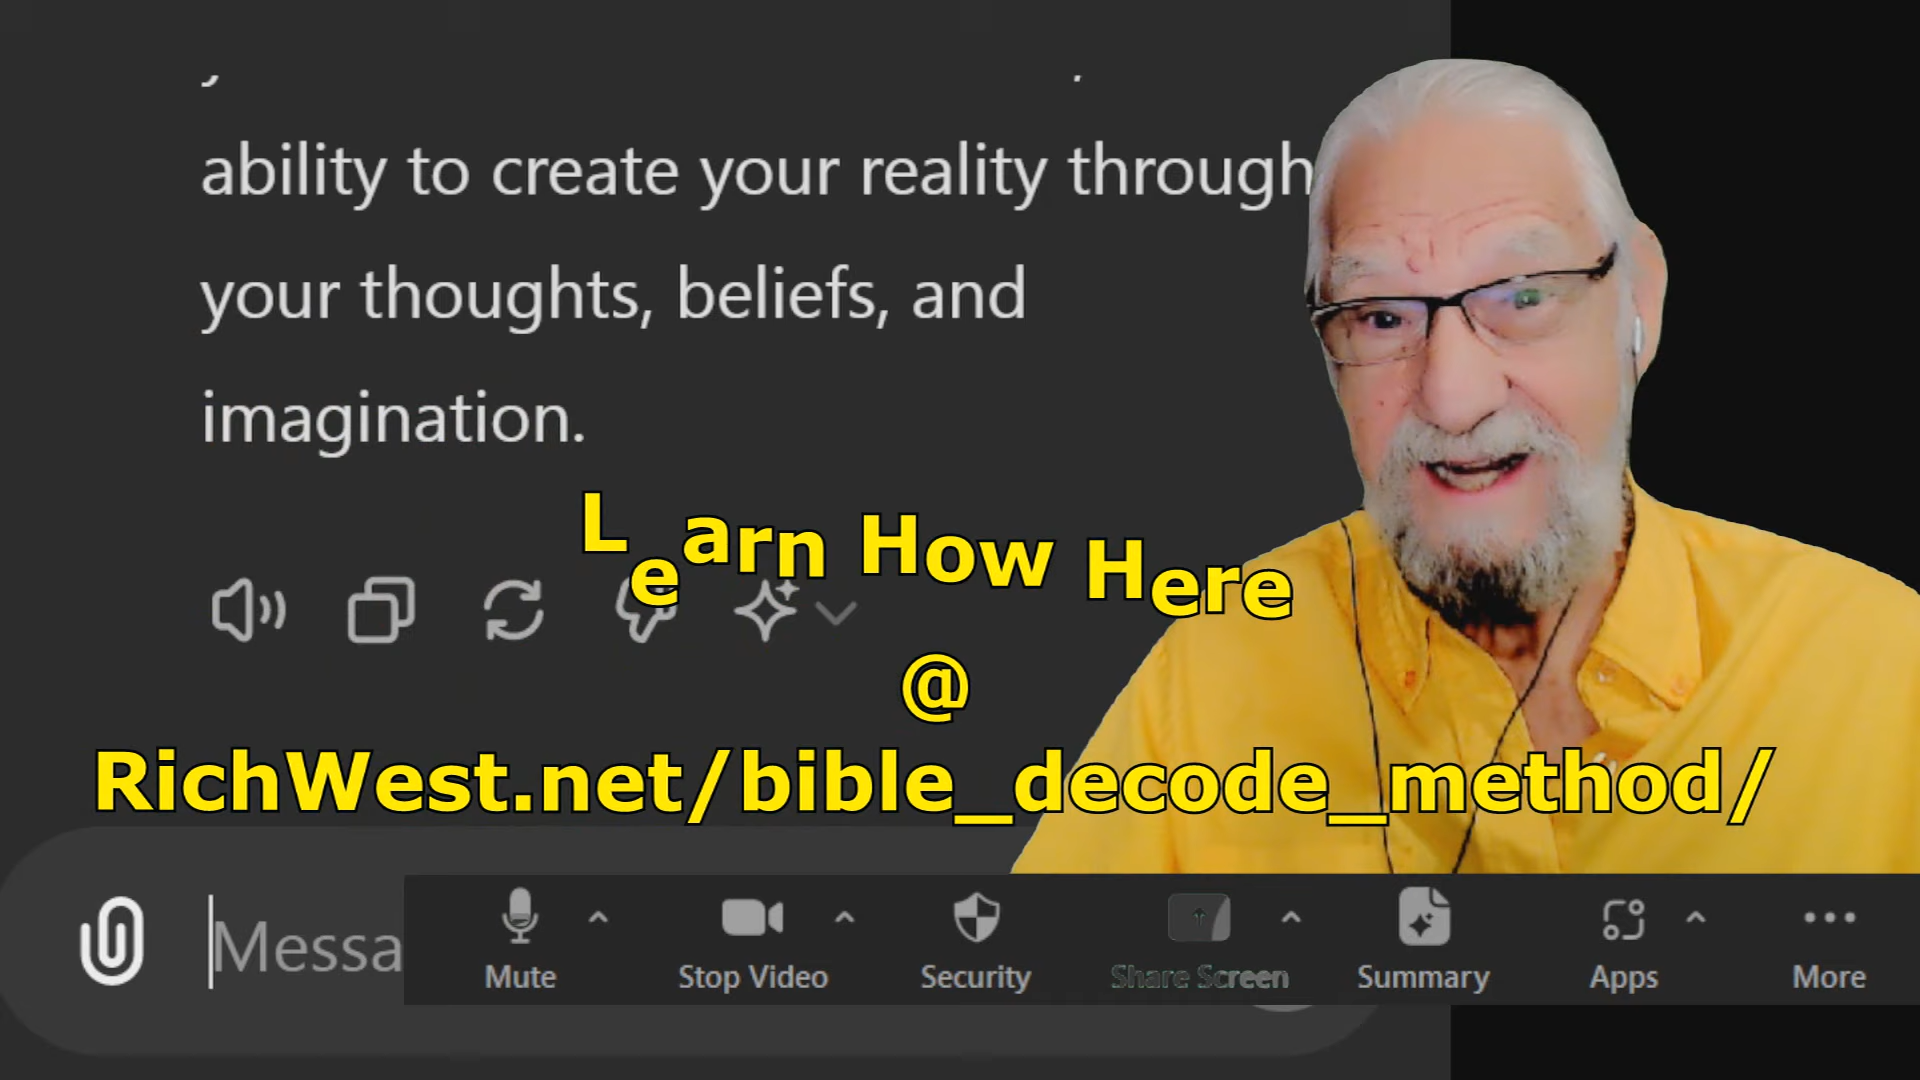 ability to create your reality through
your thoughts, beliefs, and
imagination.
Learn How Here
@
RichWest.net/bible_decode_method/
Messa
Mute
Stop Video
Security
Share Screen
Summary
Apps
More